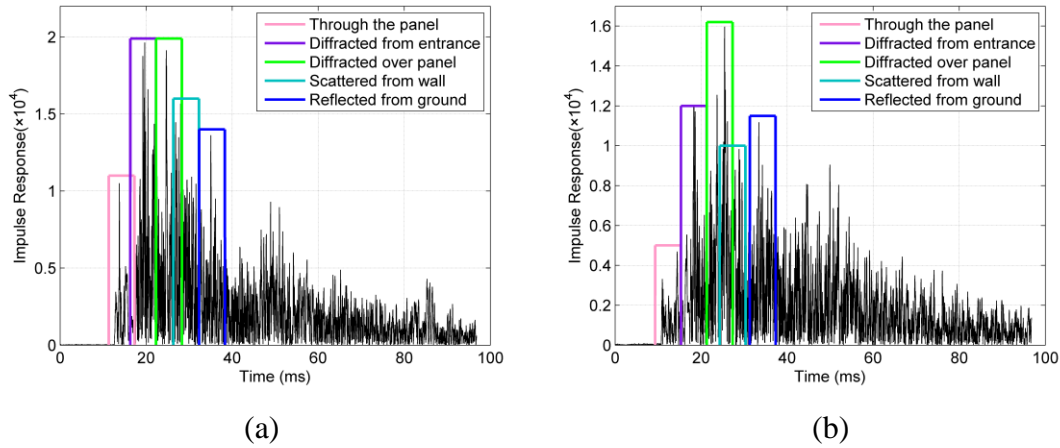 Through the panel
Diffracted from entrance
Diffracted over panel
Scattered from wall
Reflected from ground
2
1.5
1
0.5
0
Impulse Response(×10⁴)
0 20 40 60 80 100
Time (ms)
(a)
Through the panel
Diffracted from entrance
Diffracted over panel
Scattered from wall
Reflected from ground
1.6
1.4
1.2
1
0.8
0.6
0.4
0.2
0
Impulse Response(×10⁴)
0 20 40 60 80 100
Time (ms)
(b)